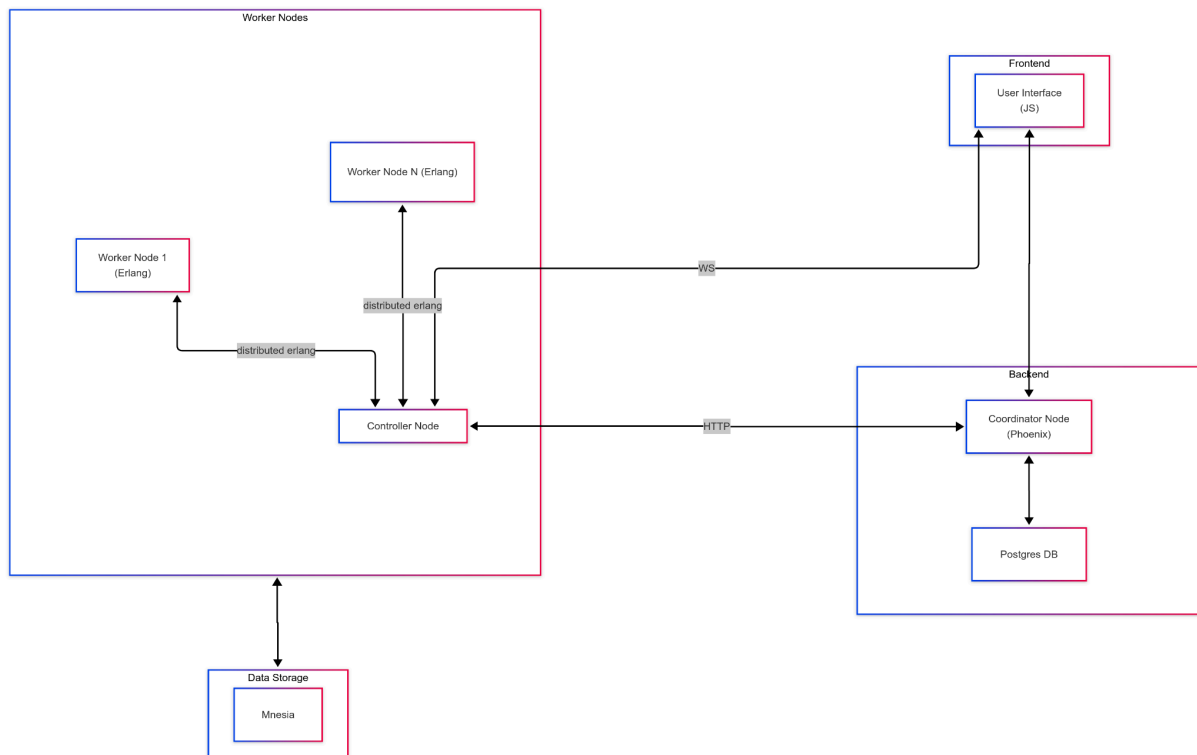 Worker Nodes
Frontend
User Interface
(JS)
Worker Node N (Erlang)
Worker Node 1
(Erlang)
WS
distributed erlang
distributed erlang
Backend
Controller Node
HTTP
Coordinator Node
(Phoenix)
Postgres DB
Data Storage
Mnesia